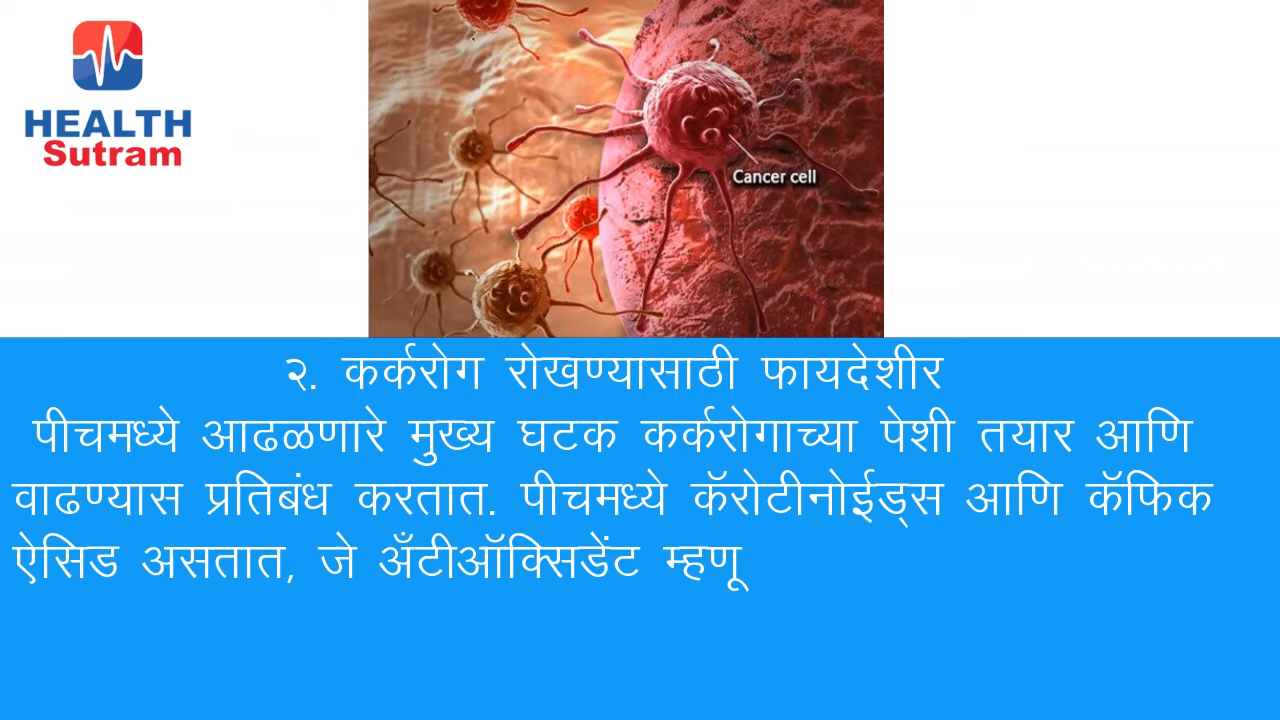 HEALTH
Sutram
Cancer cell
२. कर्करोग रोखण्यासाठी फायदेशीर
पीचमध्ये आढळणारे मुख्य घटक कर्करोगाच्या पेशी तयार आणि
वाढण्यास प्रतिबंध करतात. पीचमध्ये कॅरोटीनोईड्स आणि कॅफिक
ऐसिड असतात, जे अँटीऑक्सिडेंट म्हणू